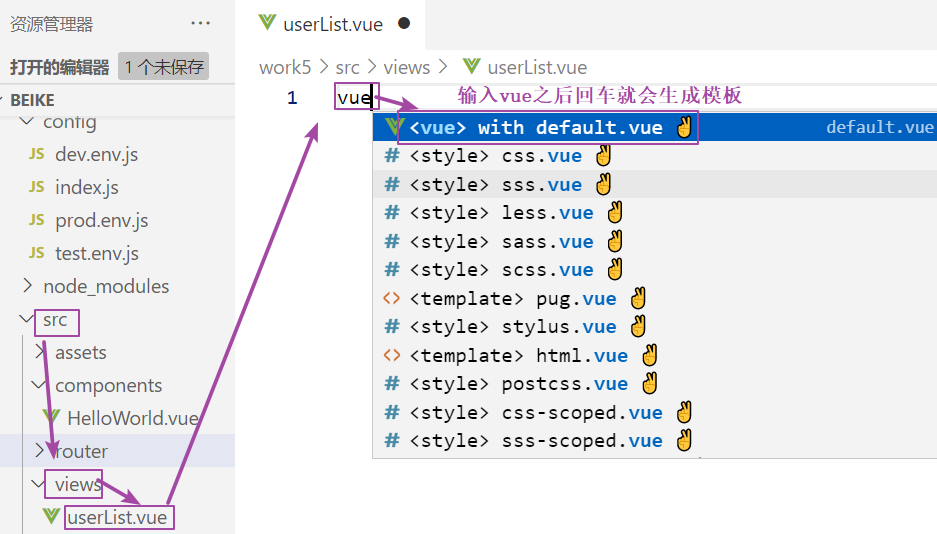 资源管理器 ···
打开的编辑器 1 个未保存
BEIKE
config
JS dev.env.js
JS index.js
JS prod.env.js
JS test.env.js
node_modules
src
assets
components
HelloWorld.vue
router
views
userList.vue
userList.vue
work5 > src > views > userList.vue
1 vue 输入vue之后回车就会生成模板
<vue> with default.vue ✌ default.vue
# <style> css.vue ✌
# <style> sss.vue ✌
# <style> less.vue ✌
# <style> sass.vue ✌
# <style> scss.vue ✌
<> <template> pug.vue ✌
# <style> stylus.vue ✌
<> <template> html.vue ✌
# <style> postcss.vue ✌
# <style> css-scoped.vue ✌
# <style> sss-scoped.vue ✌